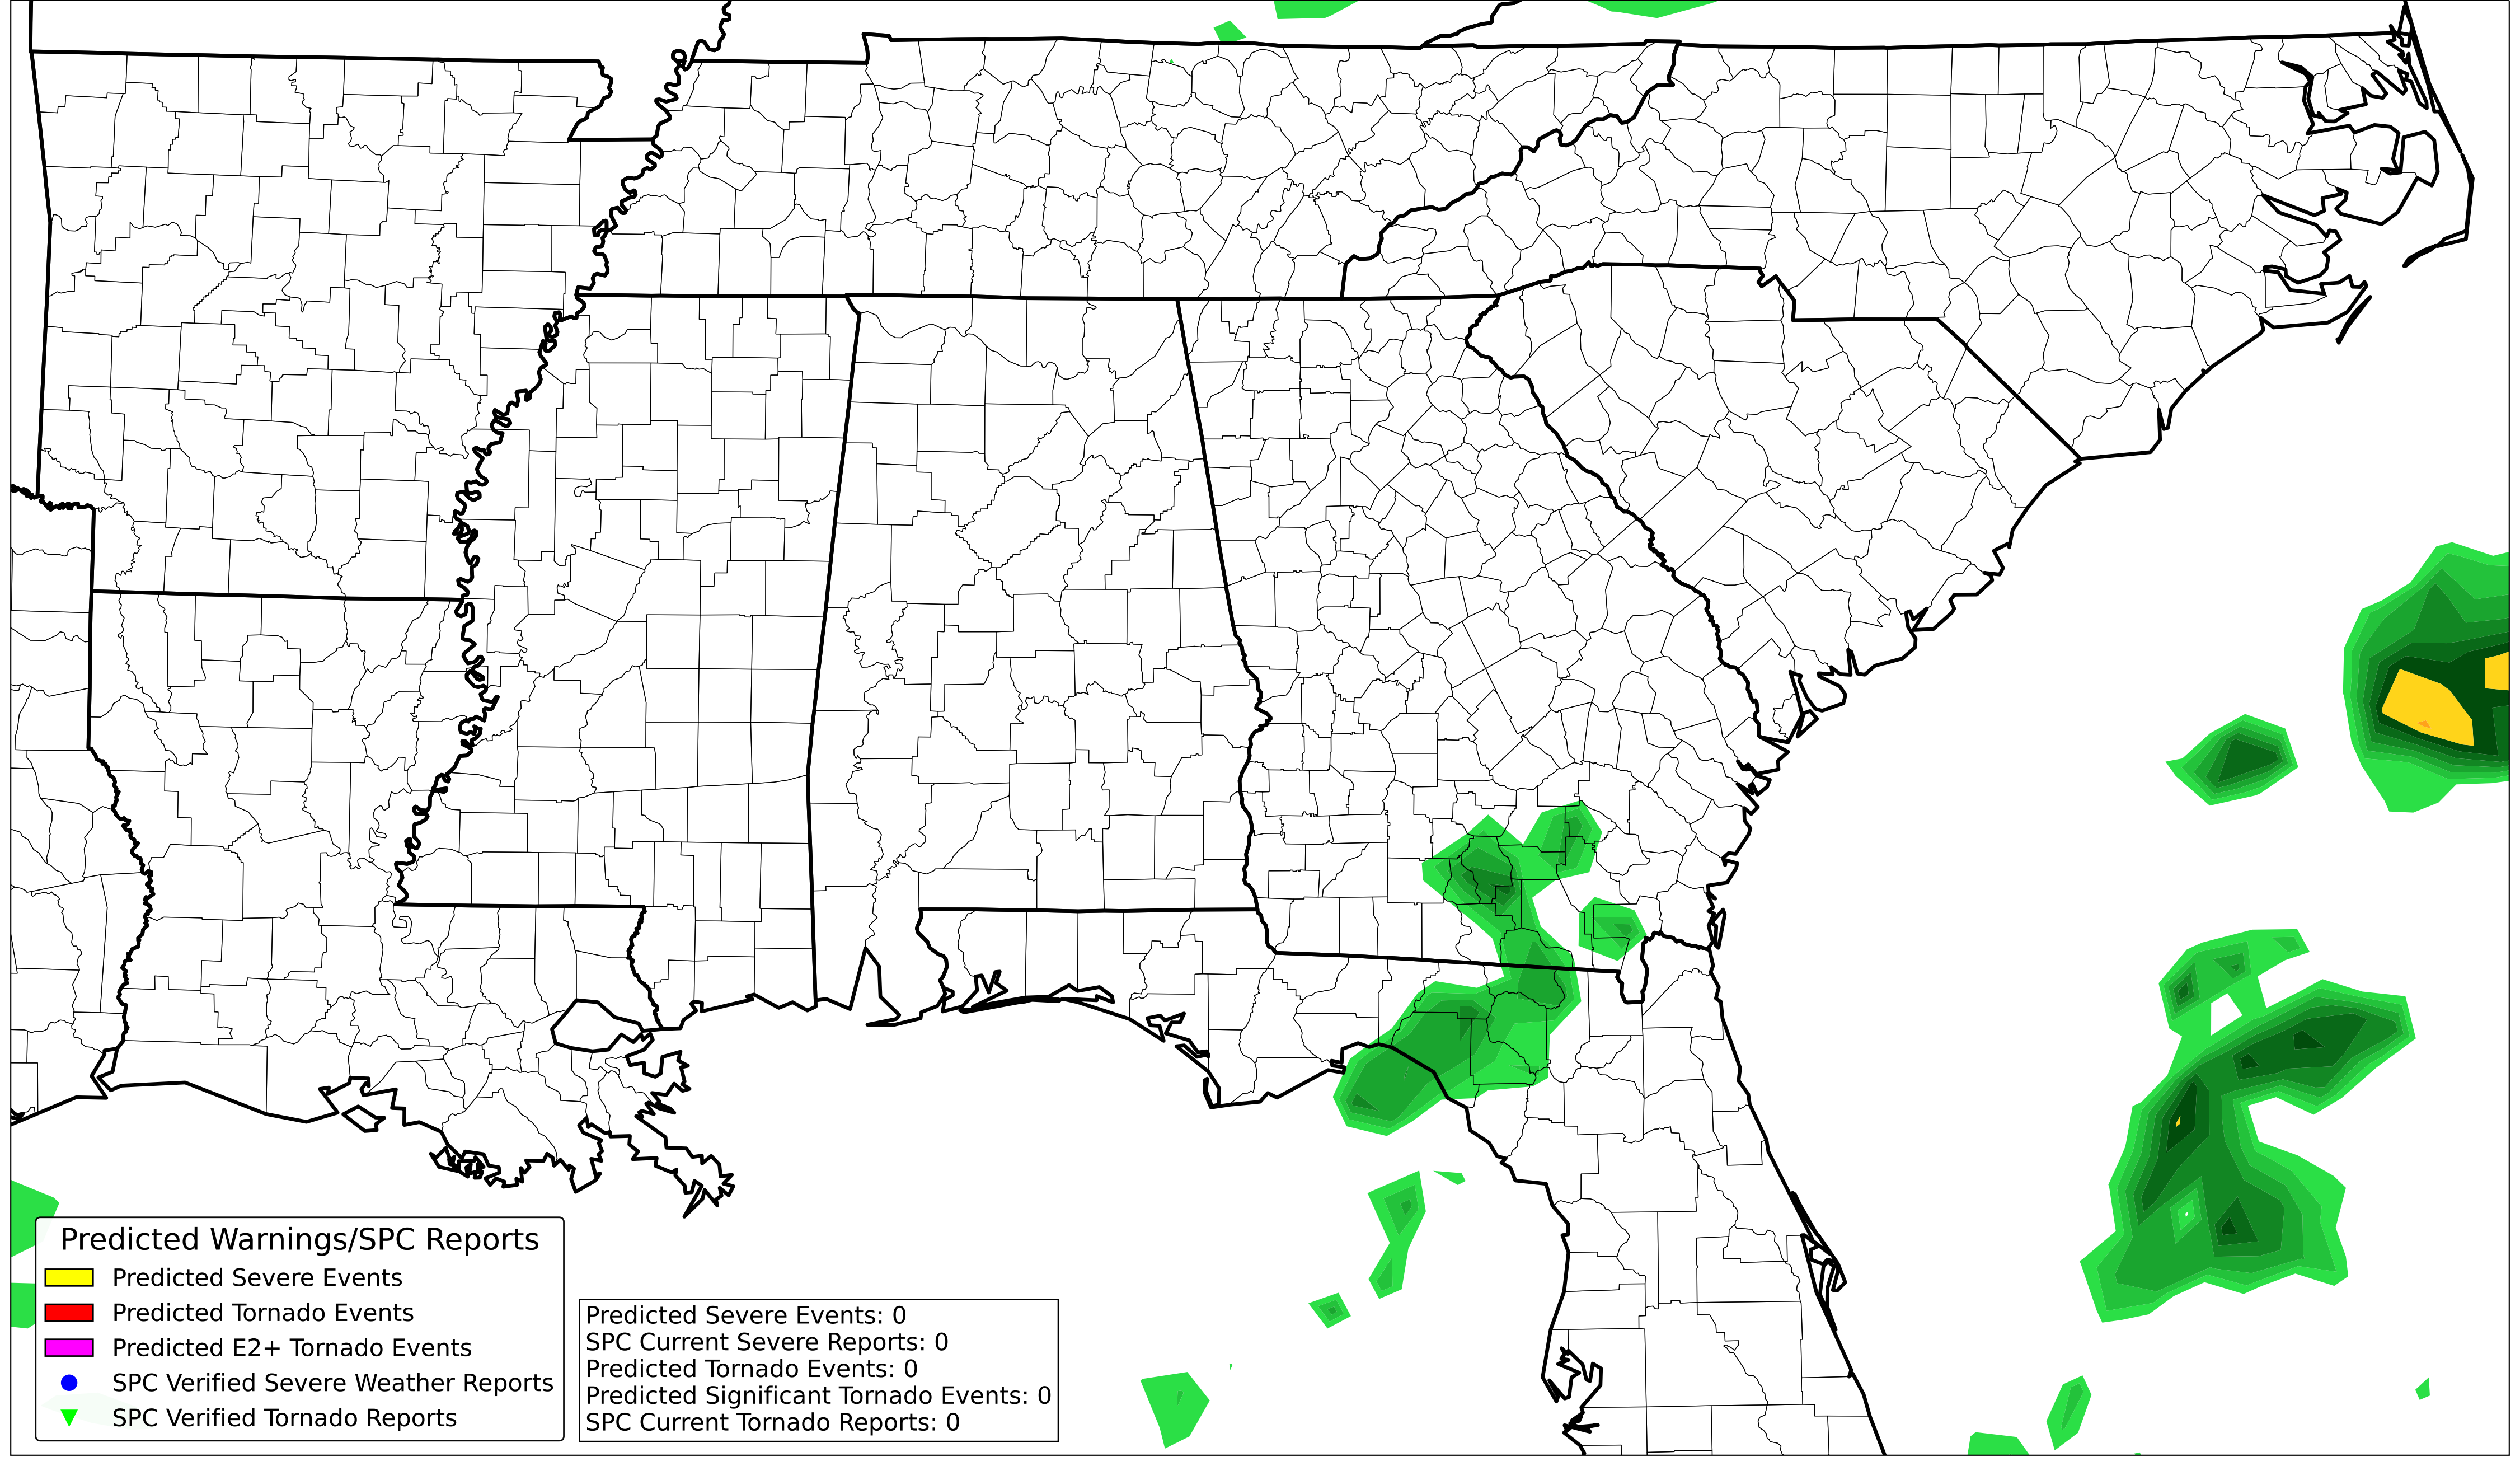 Predicted Warnings/SPC Reports
Predicted Severe Events
Predicted Tornado Events
Predicted E2+ Tornado Events
SPC Verified Severe Weather Reports
SPC Verified Tornado Reports
Predicted Severe Events: 0
SPC Current Severe Reports: 0
Predicted Tornado Events: 0
Predicted Significant Tornado Events: 0
SPC Current Tornado Reports: 0